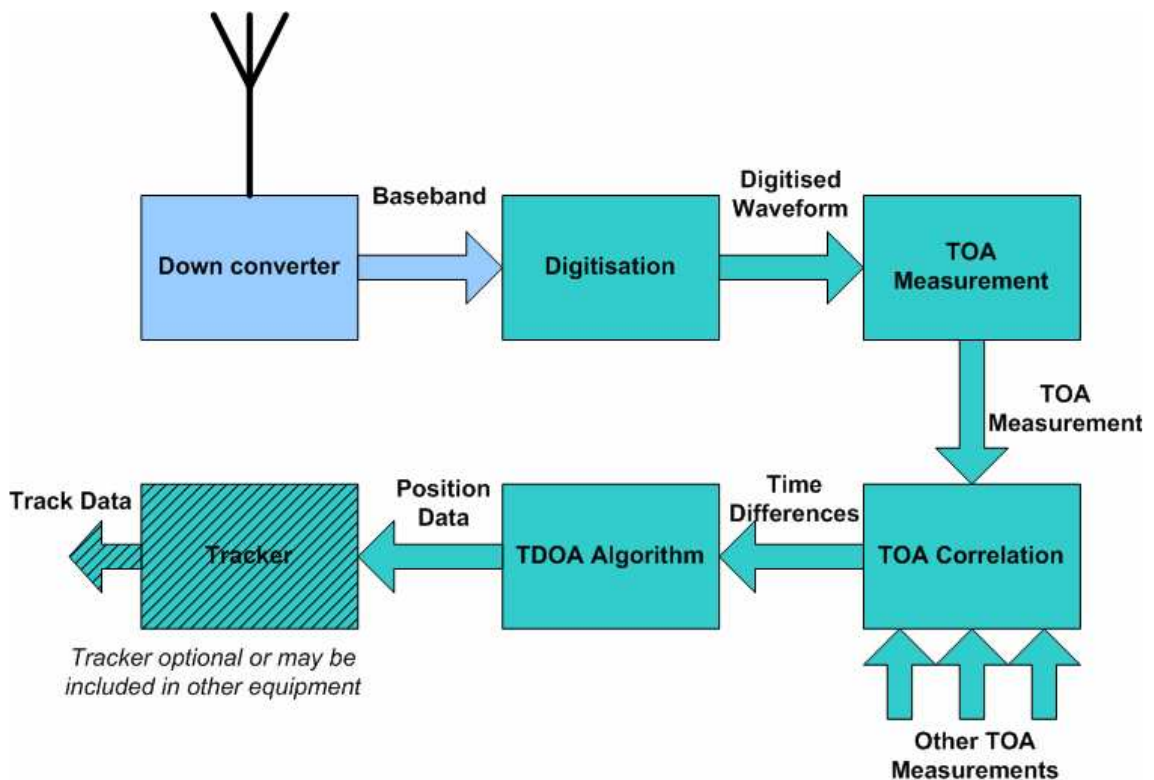 Baseband
Digitised
Waveform
Down converter
Digitisation
TOA
Measurement
TOA
Measurement
Track Data
Position
Data
Time
Differences
Tracker
TDOA Algorithm
TOA Correlation
Tracker optional or may be
included in other equipment
Other TOA
Measurements